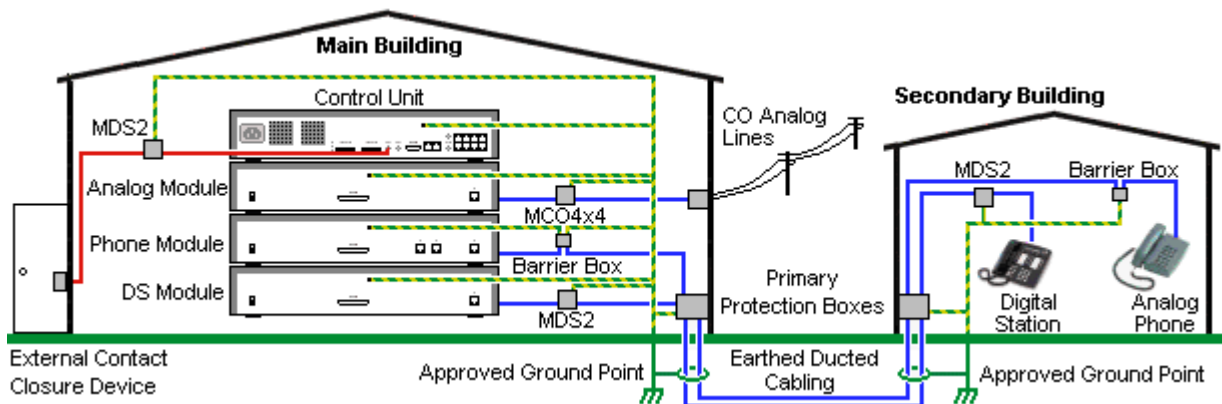 Main Building
Control Unit
MDS2
CO Analog
Lines
Secondary Building
MDS2
Barrier Box
Analog Module
MCO4x4
Phone Module
Barrier Box
DS Module
MDS2
Primary
Protection Boxes
Digital
Station
Analog
Phone
External Contact
Closure Device
Approved Ground Point
Earthed Ducted
Cabling
Approved Ground Point